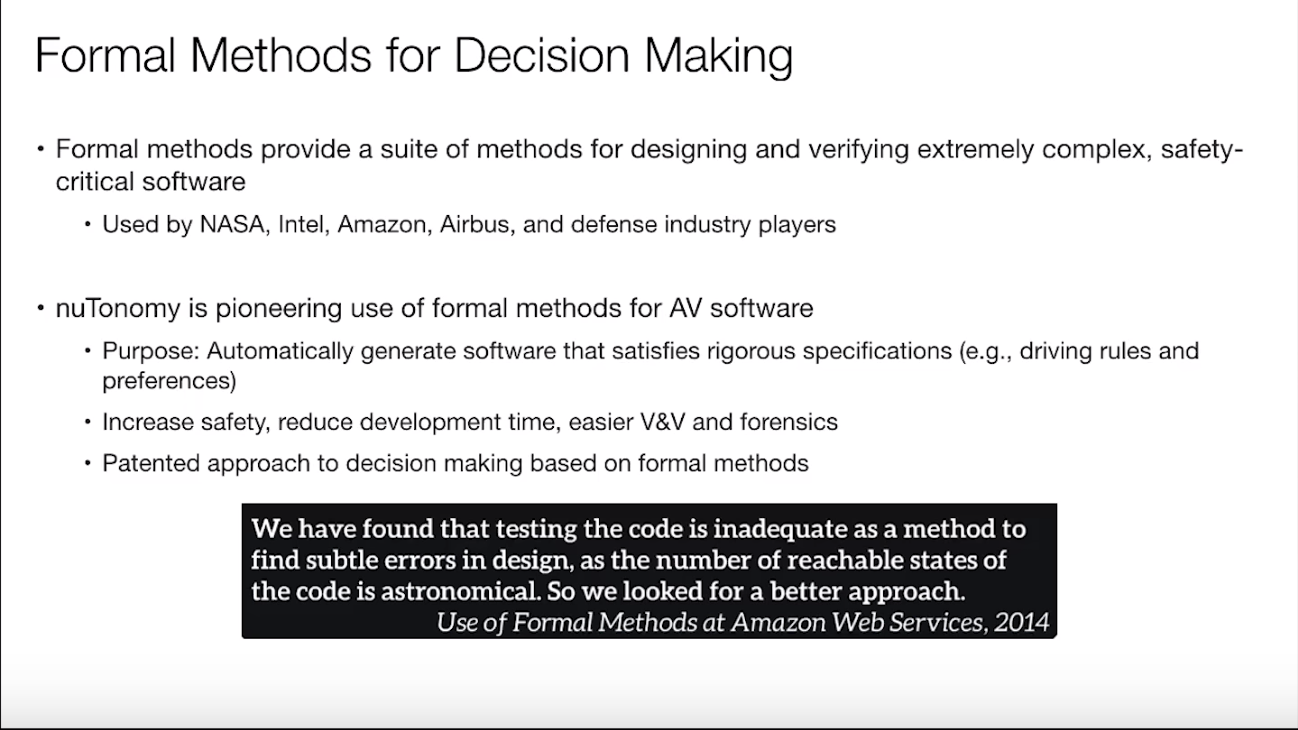 Formal Methods for Decision Making
• Formal methods provide a suite of methods for designing and verifying extremely complex, safety-
critical software
• Used by NASA, Intel, Amazon, Airbus, and defense industry players
• nuTonomy is pioneering use of formal methods for AV software
• Purpose: Automatically generate software that satisfies rigorous specifications (e.g., driving rules and
preferences)
• Increase safety, reduce development time, easier V&V and forensics
• Patented approach to decision making based on formal methods
We have found that testing the code is inadequate as a method to
find subtle errors in design, as the number of reachable states of
the code is astronomical. So we looked for a better approach.
Use of Formal Methods at Amazon Web Services, 2014